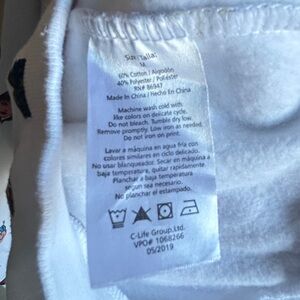 Size/Talla:
M
60% Cotton / Algodón
40% Polyester / Poliéster
RN# 86947
Made In China / Hecho En China
Machine wash cold with
like colors on delicate cycle.
Do not bleach. Tumble dry low.
Remove promptly. Low iron as needed.
Do not iron on print.
Lavar a máquina en agua fría con
colores similares en ciclo delicado.
No usar blanqueador. Secar en máquina a
baja temperatura, quitar rapidamente.
Planchar a baja temperatura
según sea necesario.
No planchar el estampado.
C-Life Group,Ltd.
VPO# 1068266
05/2019